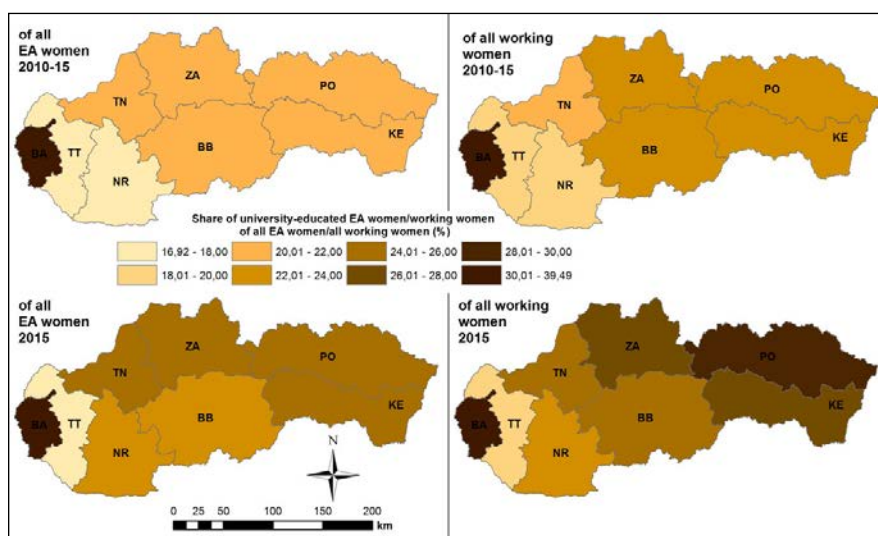 of all
EA women
2010-15
ZA
PO
TN
KE
BA
TT
BB
NR
of all working
women
2010-15
ZA
PO
TN
KE
BA
TT
BB
NR
Share of university-educated EA women/working women
of all EA women/all working women (%)
16,92 - 18,00
20,01 - 22,00
24,01 - 26,00
28,01 - 30,00
18,01 - 20,00
22,01 - 24,00
26,01 - 28,00
30,01 - 39,49
of all
EA women
2015
ZA
PO
TN
KE
BA
TT
BB
NR
N
0 25 50 100 150 200
km
of all working
women
2015
ZA
PO
TN
KE
BA
TT
BB
NR